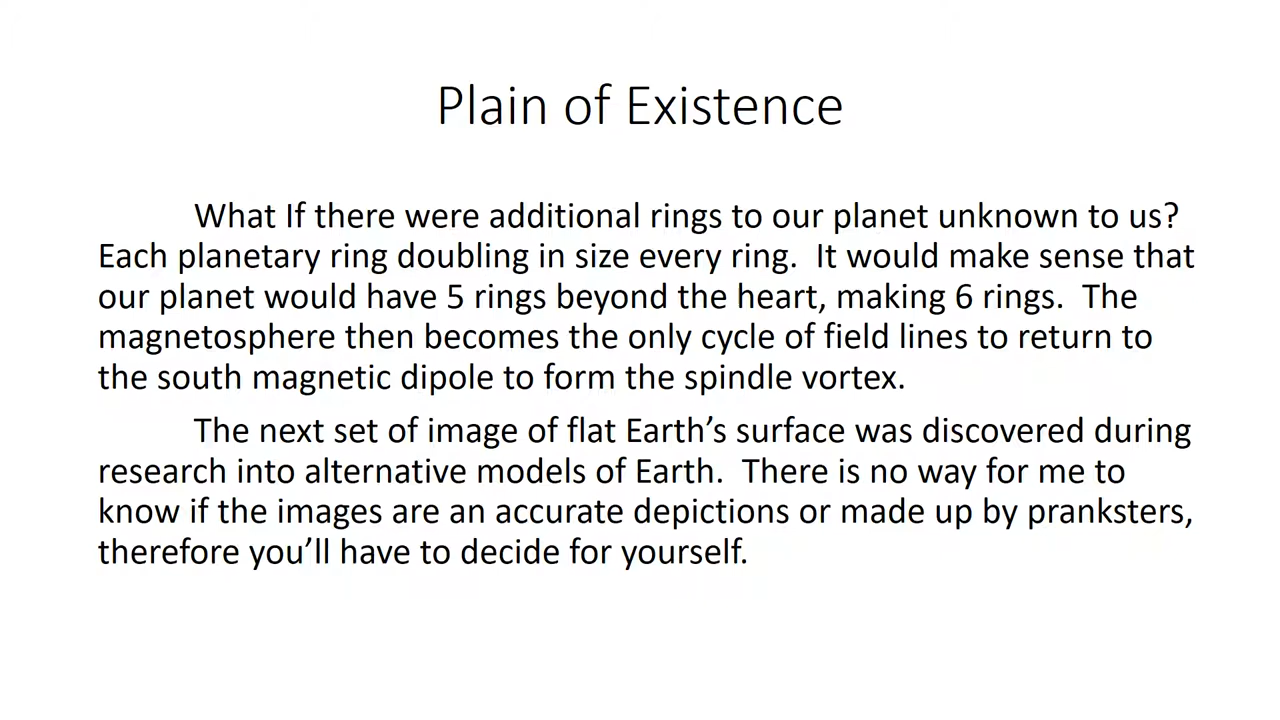 Plain of Existence
What If there were additional rings to our planet unknown to us?
Each planetary ring doubling in size every ring.  It would make sense that
our planet would have 5 rings beyond the heart, making 6 rings.  The
magnetosphere then becomes the only cycle of field lines to return to
the south magnetic dipole to form the spindle vortex.
The next set of image of flat Earth’s surface was discovered during
research into alternative models of Earth.  There is no way for me to
know if the images are an accurate depictions or made up by pranksters,
therefore you’ll have to decide for yourself.